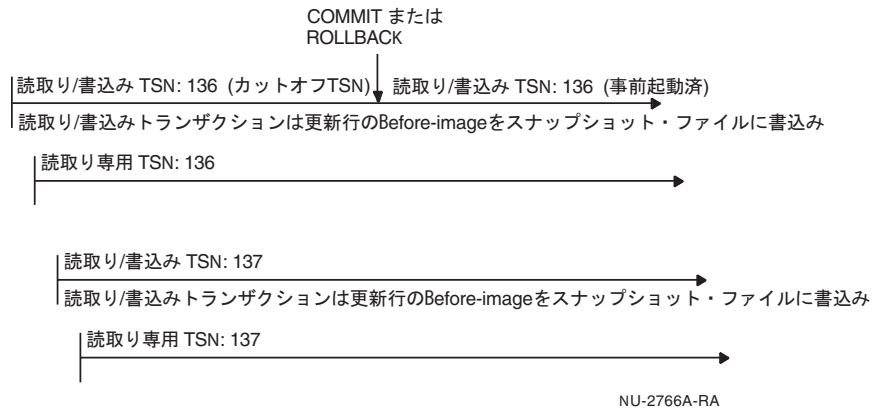 COMMIT または
ROLLBACK
読取り/書込み TSN: 136 (カットオフTSN)
読取り/書込み TSN: 136 (事前起動済)
読取り/書込みトランザクションは更新行のBefore-imageをスナップショット・ファイルに書込み
読取り専用 TSN: 136
読取り/書込み TSN: 137
読取り/書込みトランザクションは更新行のBefore-imageをスナップショット・ファイルに書込み
読取り専用 TSN: 137
NU-2766A-RA